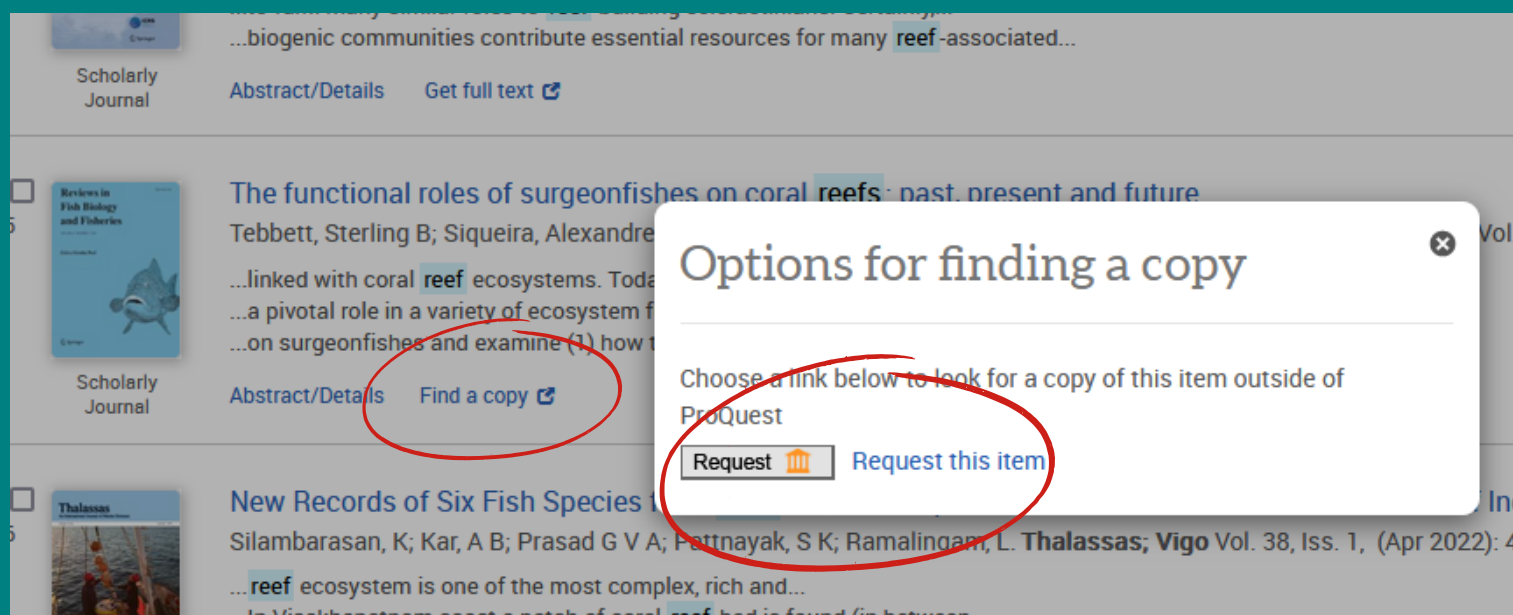 ...biogenic communities contribute essential resources for many reef-associated...
Scholarly
Journal
Abstract/Details Get full text
Reviews in
Fish Biology
and Fisheries
The functional roles of surgeonfishes on coral reefs: past, present and future
Tebbett, Sterling B; Siqueira, Alexandre
Vol
...linked with coral reef ecosystems. Toda
...a pivotal role in a variety of ecosystem f
...on surgeonfishes and examine (1) how t
Scholarly
Journal
Abstract/Details Find a copy
Options for finding a copy
Choose a link below to look for a copy of this item outside of
ProQuest
Request Request this item
Thalassas
New Records of Six Fish Species
Silambarasan, K; Kar, A B; Prasad G V A; Pattnayak, S K; Ramalingam, L. Thalassas; Vigo Vol. 38, Iss. 1, (Apr 2022): 4
...reef ecosystem is one of the most complex, rich and...